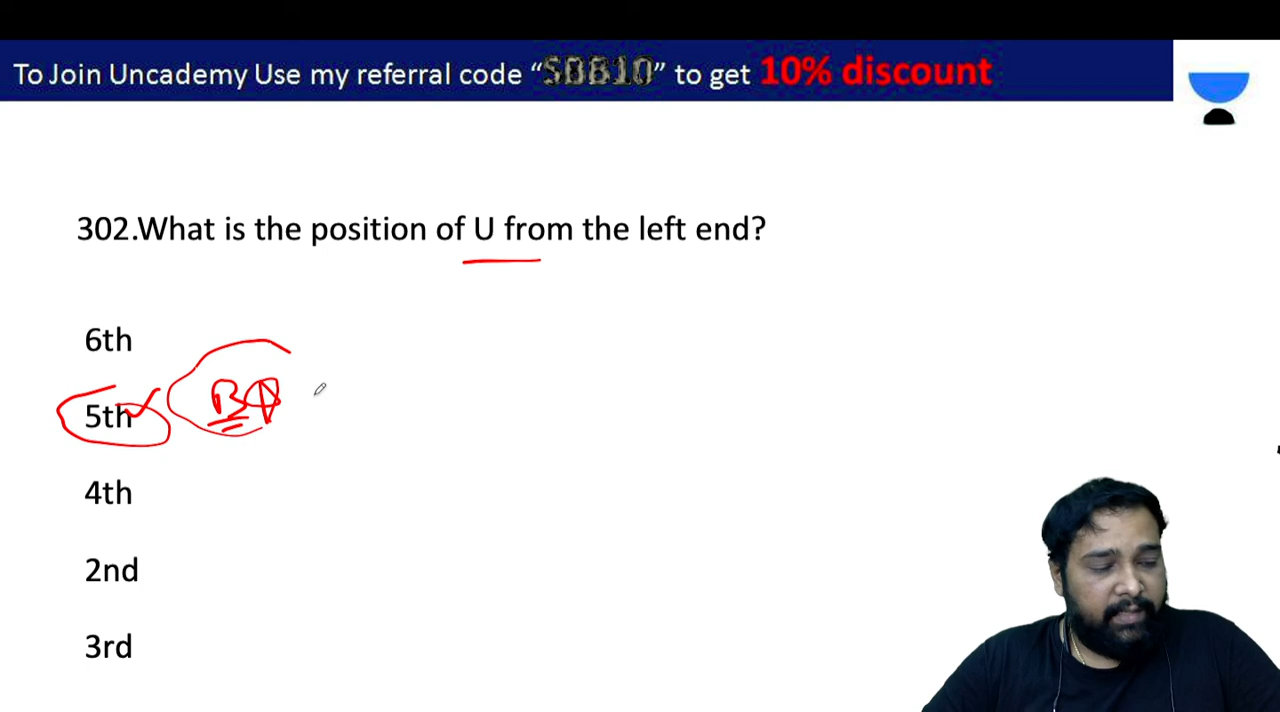 To Join Uncademy Use my referral code “SBB10” to get 10% discount
302.What is the position of U from the left end?
6th
5th
4th
2nd
3rd